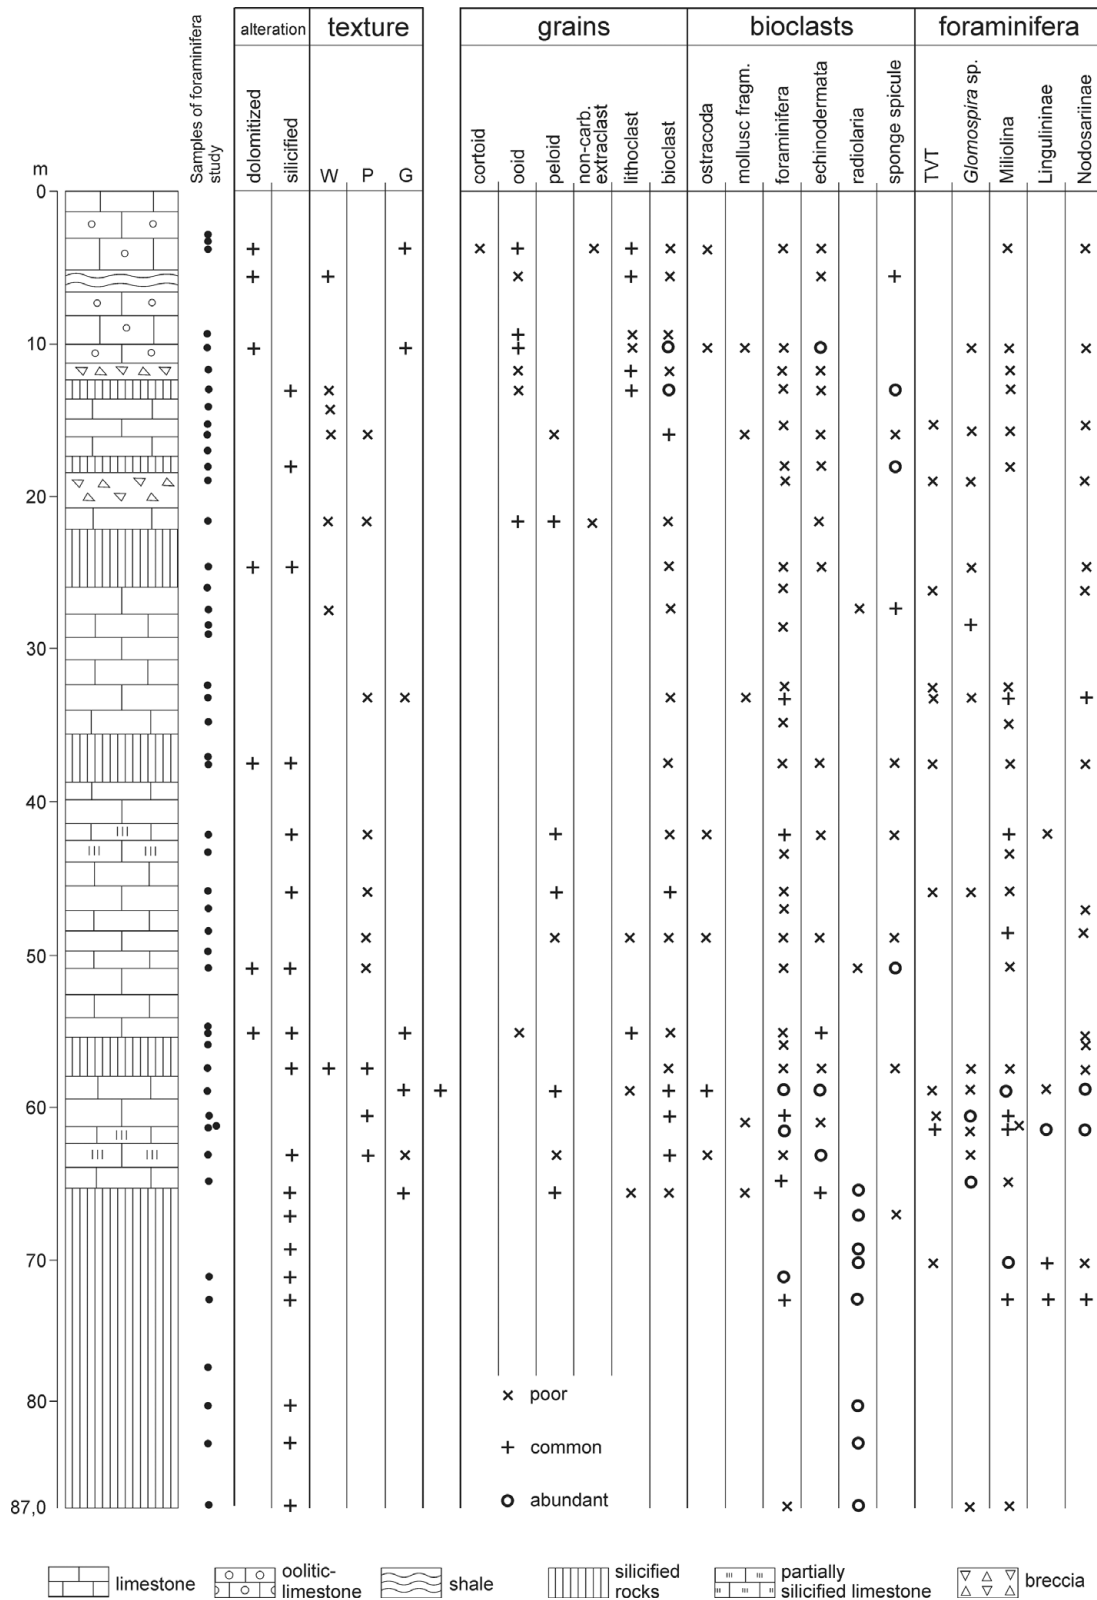 grains
bioclasts
foraminifera
alteration
texture
Samples of foraminifera
study
dolomitized
silicified
W
P
G
cortoid
ooid
peloid
non-carb.
extraclast
lithoclast
bioclast
ostracoda
mollusc fragm.
foraminifera
echinodermata
radiolaria
sponge spicule
TVT
Glomospira sp.
Miliolina
Lingulininae
Nodosariinae
m
0
10
20
30
40
50
60
70
80
87,0
× poor
+ common
o abundant
limestone
oolitic-
limestone
shale
silicified
rocks
partially
silicified limestone
breccia